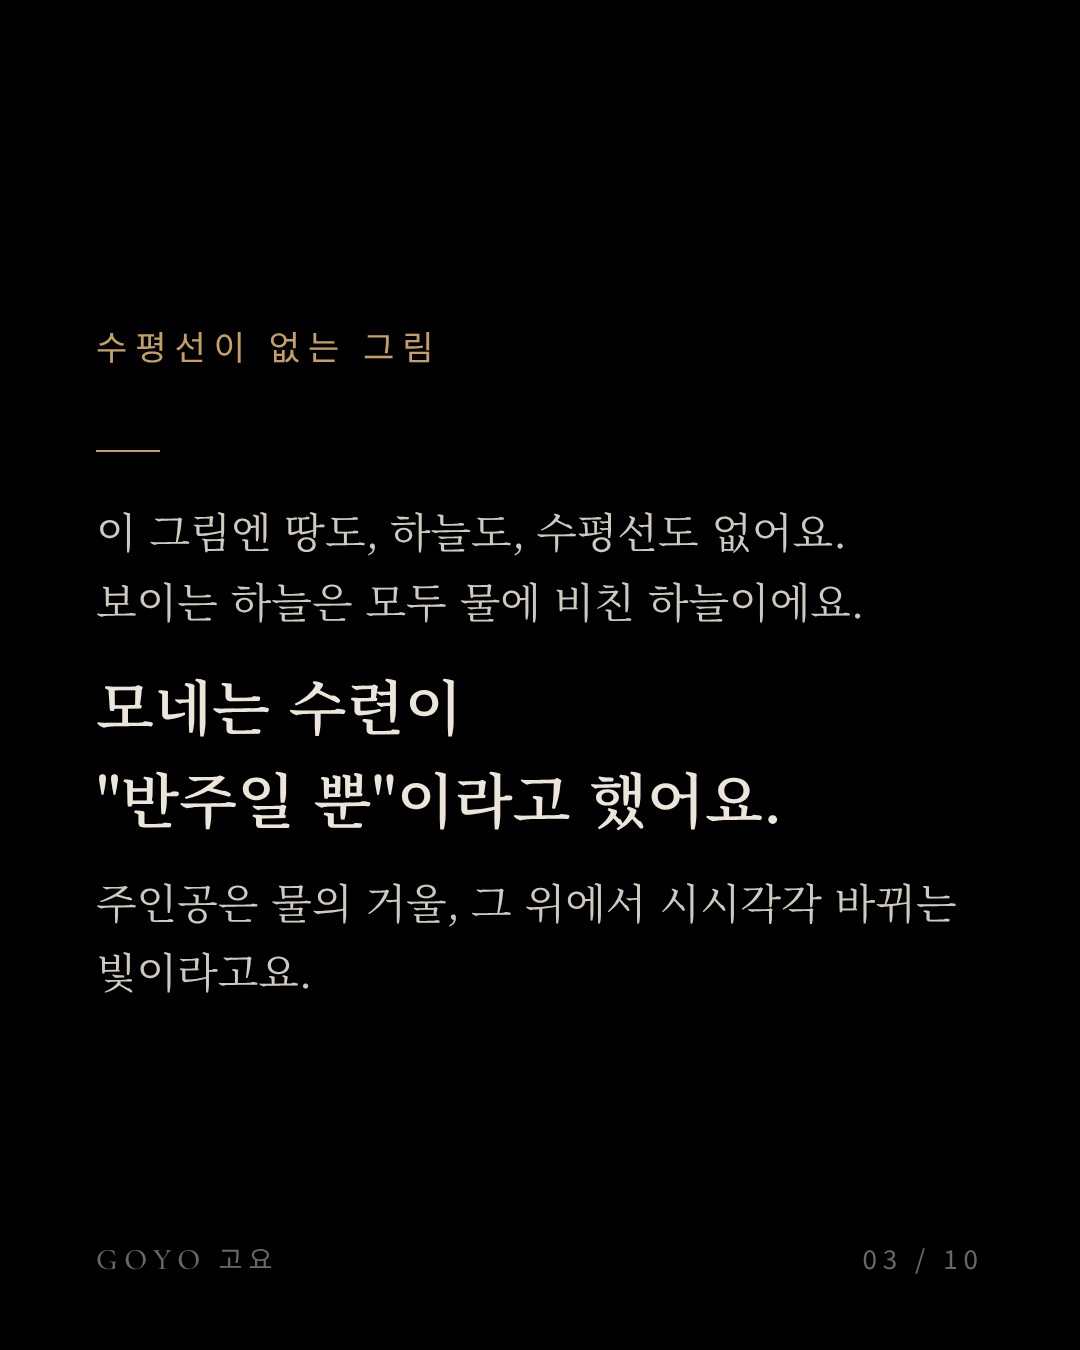 수평선이 없는 그림
이 그림엔 땅도, 하늘도, 수평선도 없어요.
보이는 하늘은 모두 물에 비친 하늘이에요.
모네는 수련이
"반주일 뿐"이라고 했어요.
주인공은 물의 거울, 그 위에서 시시각각 바뀌는
빛이라고요.
GOYO 고요
03 / 10